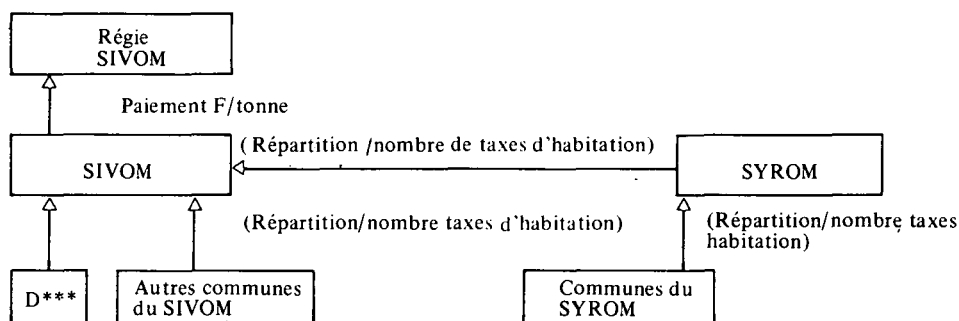 Régie
SIVOM
Paiement F/tonne
(Répartition /nombre de taxes d'habitation)
SIVOM
SYROM
(Répartition/nombre taxes d'habitation)
(Répartition/nombre taxes
habitation)
D***
Autres communes
du SIVOM
Communes du
SYROM